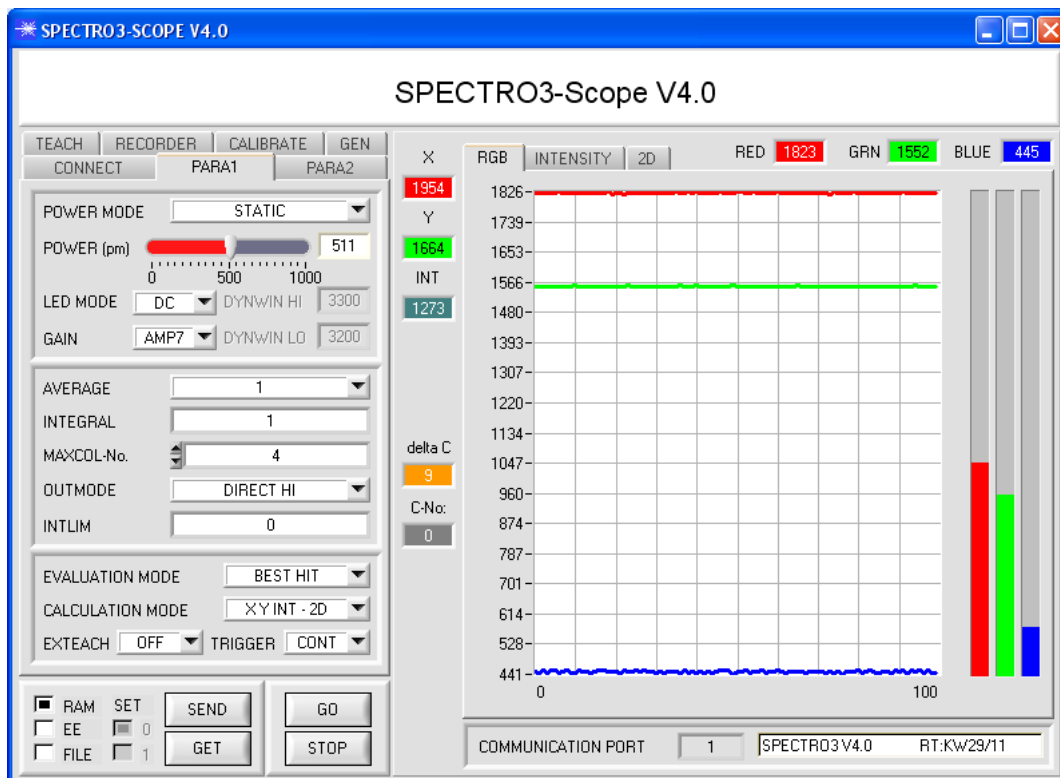 SPECTRO3-SCOPE V4.0
SPECTRO3-Scope V4.0
TEACH RECORDER CALIBRATE GEN
CONNECT PARA1 PARA2
POWER MODE STATIC
POWER (pm) 511
0 500 1000
LED MODE DC DYNWIN HI 3300
GAIN AMP7 DYNWIN LO 3200
AVERAGE 1
INTEGRAL 1
MAXCOL-No. 4
OUTMODE DIRECT HI
INTLIM 0
EVALUATION MODE BEST HIT
CALCULATION MODE X Y INT - 2D
EXTEACH OFF TRIGGER CONT
RAM SET SEND GO
EE 0
FILE 1 GET STOP
X
1954
Y
1664
INT
1273
delta C
9
C-No:
0
RGB INTENSITY 2D RED 1823 GRN 1552 BLUE 445
1826
1739
1653
1566
1480
1393
1307
1220
1134
1047
960
874
787
701
614
528
441
0 100
COMMUNICATION PORT 1 SPECTRO3 V4.0 RT:KW29/11